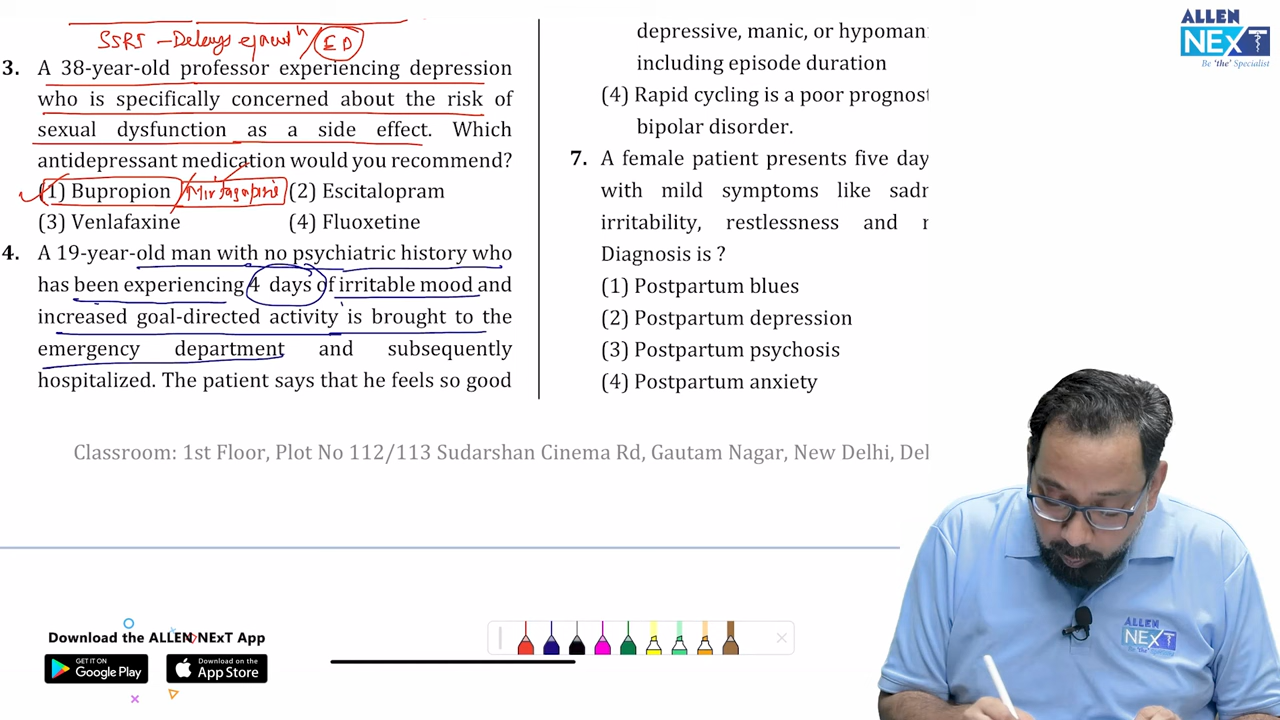 SSRS - Delays ejacutn / ED
3. A 38-year-old professor experiencing depression
who is specifically concerned about the risk of
sexual dysfunction as a side effect. Which
antidepressant medication would you recommend?
(1) Bupropion / Mirtazapine (2) Escitalopram
(3) Venlafaxine (4) Fluoxetine
4. A 19-year-old man with no psychiatric history who
has been experiencing 4 days of irritable mood and
increased goal-directed activity is brought to the
emergency department and subsequently
hospitalized. The patient says that he feels so good
depressive, manic, or hypoman
including episode duration
(4) Rapid cycling is a poor prognost
bipolar disorder.
7. A female patient presents five day
with mild symptoms like sadn
irritability, restlessness and
Diagnosis is ?
(1) Postpartum blues
(2) Postpartum depression
(3) Postpartum psychosis
(4) Postpartum anxiety
Classroom: 1st Floor, Plot No 112/113 Sudarshan Cinema Rd, Gautam Nagar, New Delhi, Del
Download the ALLEN NExT App
GET IT ON
Google Play
Download on the
App Store
ALLEN
NEXT
Be 'the' Specialist
ALLEN
NEXT